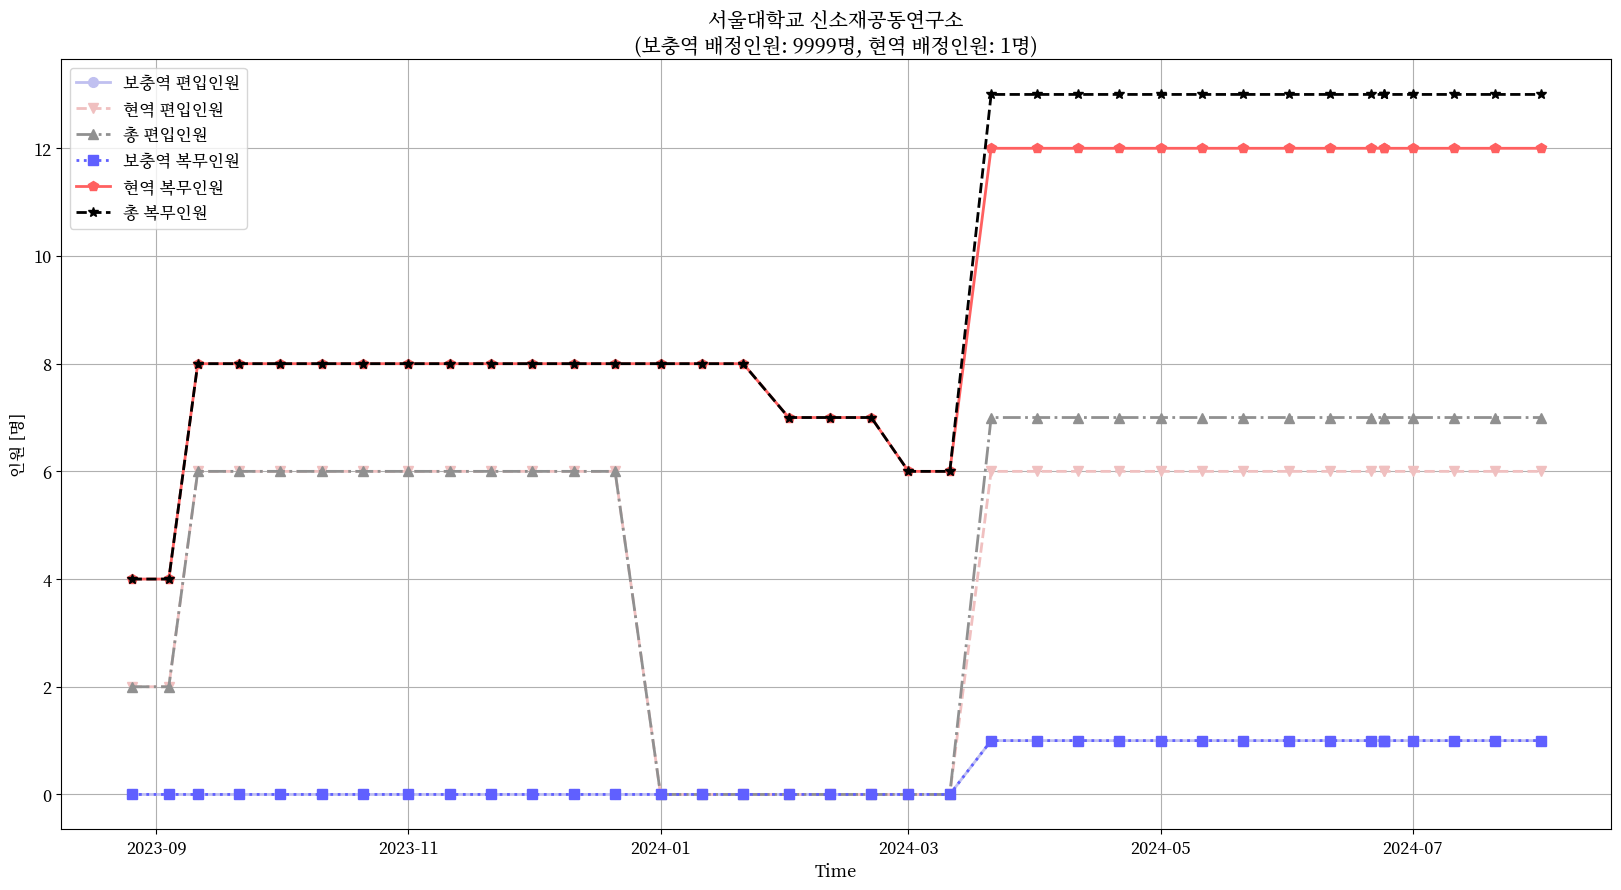 서울대학교 신소재공동연구소
(보충역 배정인원: 9999명, 현역 배정인원: 1명)
보충역 편입인원
현역 편입인원
총 편입인원
보충역 복무인원
현역 복무인원
총 복무인원
12
10
8
6
4
2
0
인원 [명]
2023-09
2023-11
2024-01
2024-03
2024-05
2024-07
Time